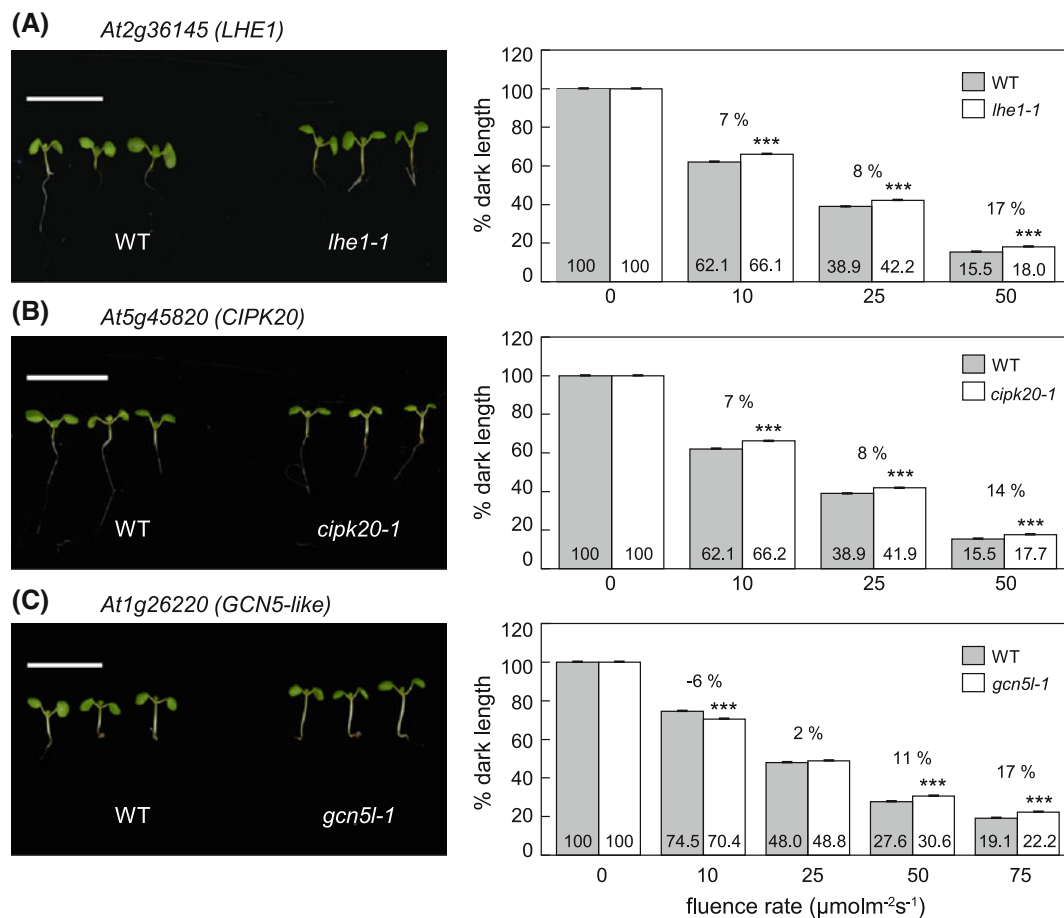 (A) At2g36145 (LHE1)
WT
lhe1-1
% dark length
120
100
80
60
40
20
0
WT
lhe1-1
7 %
8 %
17 %
***
***
***
100 100 62.1 66.1 38.9 42.2 15.5 18.0
0 10 25 50
(B) At5g45820 (CIPK20)
WT
cipk20-1
% dark length
120
100
80
60
40
20
0
WT
cipk20-1
7 %
8 %
14 %
***
***
***
100 100 62.1 66.2 38.9 41.9 15.5 17.7
0 10 25 50
(C) At1g26220 (GCN5-like)
WT
gcn5l-1
% dark length
120
100
80
60
40
20
0
WT
gcn5l-1
-6 %
2 %
11 %
17 %
***
***
***
100 100 74.5 70.4 48.0 48.8 27.6 30.6 19.1 22.2
0 10 25 50 75
fluence rate (µmolm⁻²s⁻¹)